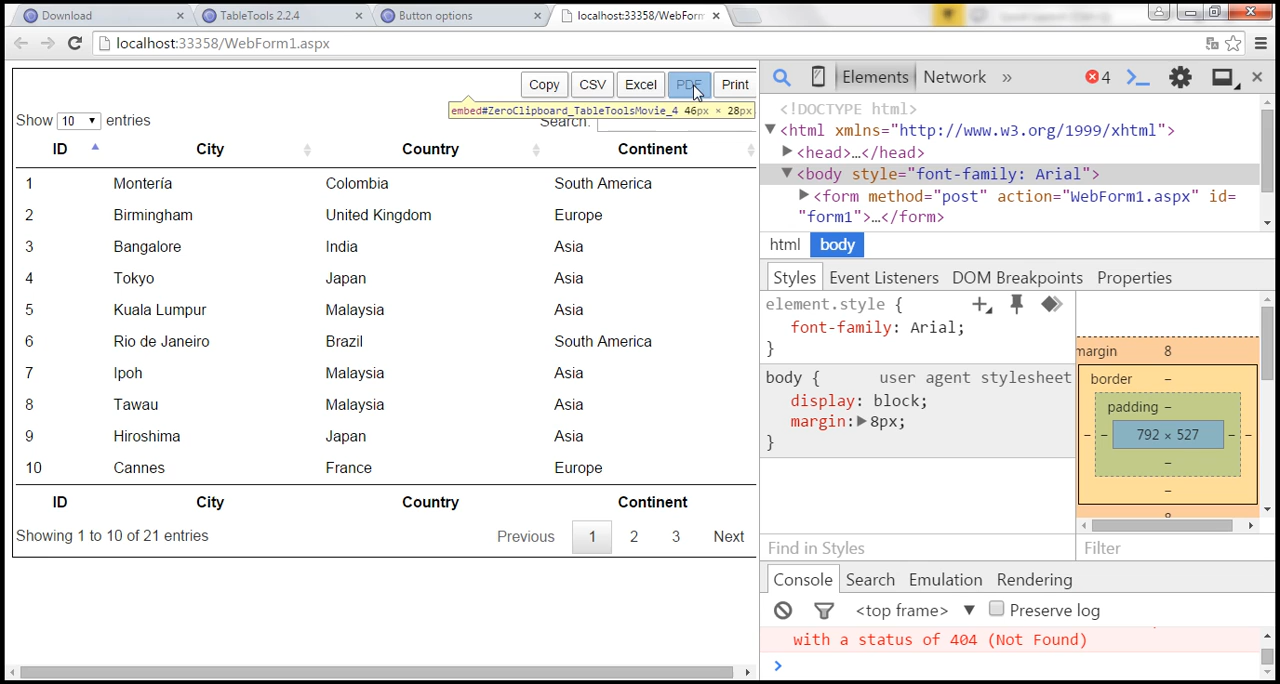 Download
TableTools 2.2.4
Button options
localhost:33358/WebForm
localhost:33358/WebForm1.aspx
Copy CSV Excel PDF Print
embed#ZeroClipboard_TableToolsMovie_4 46px × 28px
Show 10 entries
Search:
ID City Country Continent
1 Montería Colombia South America
2 Birmingham United Kingdom Europe
3 Bangalore India Asia
4 Tokyo Japan Asia
5 Kuala Lumpur Malaysia Asia
6 Rio de Janeiro Brazil South America
7 Ipoh Malaysia Asia
8 Tawau Malaysia Asia
9 Hiroshima Japan Asia
10 Cannes France Europe
ID City Country Continent
Showing 1 to 10 of 21 entries
Previous 1 2 3 Next
Elements Network » 4
<!DOCTYPE html>
<html xmlns="http://www.w3.org/1999/xhtml">
<head>…</head>
<body style="font-family: Arial">
<form method="post" action="WebForm1.aspx" id=
"form1">…</form>
html body
Styles Event Listeners DOM Breakpoints Properties
element.style {
font-family: Arial;
}
body { user agent stylesheet
display: block;
margin: 8px;
}
margin 8
border –
padding –
– – 792 × 527 – –
–
–
8
Find in Styles
Filter
Console Search Emulation Rendering
<top frame> Preserve log
with a status of 404 (Not Found)